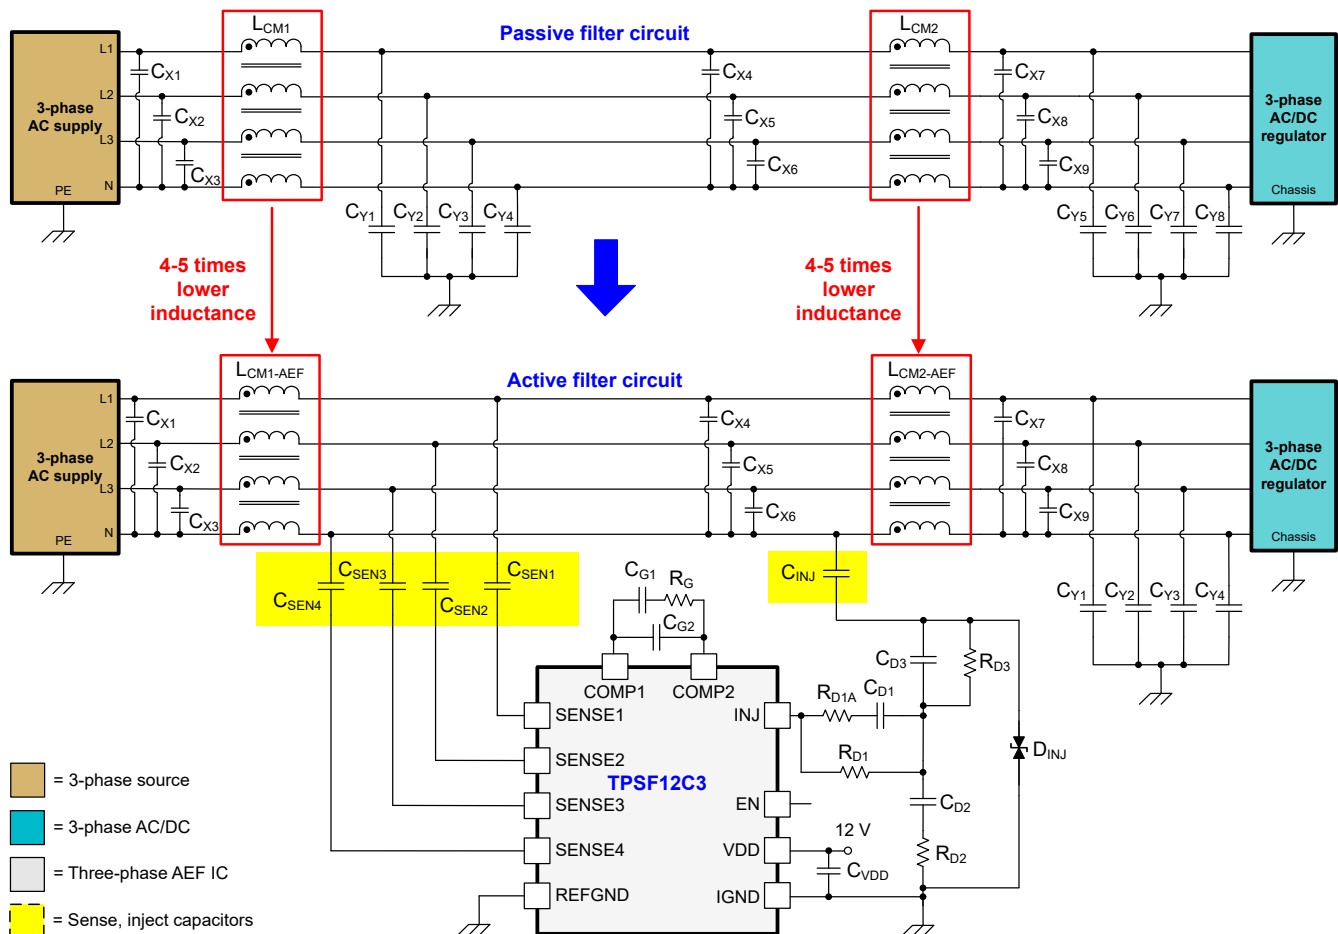 Passive filter circuit
LCM1
LCM2
3-phase
AC supply
L1
L2
L3
N
PE
CX1
CX2
CX3
CX4
CX5
CX6
CX7
CX8
CX9
3-phase
AC/DC
regulator
Chassis
CY1
CY2
CY3
CY4
CY5
CY6
CY7
CY8
4-5 times
lower
inductance
4-5 times
lower
inductance
Active filter circuit
LCM1-AEF
LCM2-AEF
3-phase
AC supply
L1
L2
L3
N
PE
CX1
CX2
CX3
CX4
CX5
CX6
CX7
CX8
CX9
3-phase
AC/DC
regulator
Chassis
CSEN4
CSEN3
CSEN2
CSEN1
CINJ
CY1
CY2
CY3
CY4
CG1
RG
CG2
COMP1
COMP2
SENSE1
SENSE2
SENSE3
SENSE4
REFGND
TPSF12C3
INJ
EN
VDD
IGND
RD1A
CD1
RD1
CD3
RD3
CD2
RD2
DINJ
12 V
CVDD
= 3-phase source
= 3-phase AC/DC
= Three-phase AEF IC
= Sense, inject capacitors